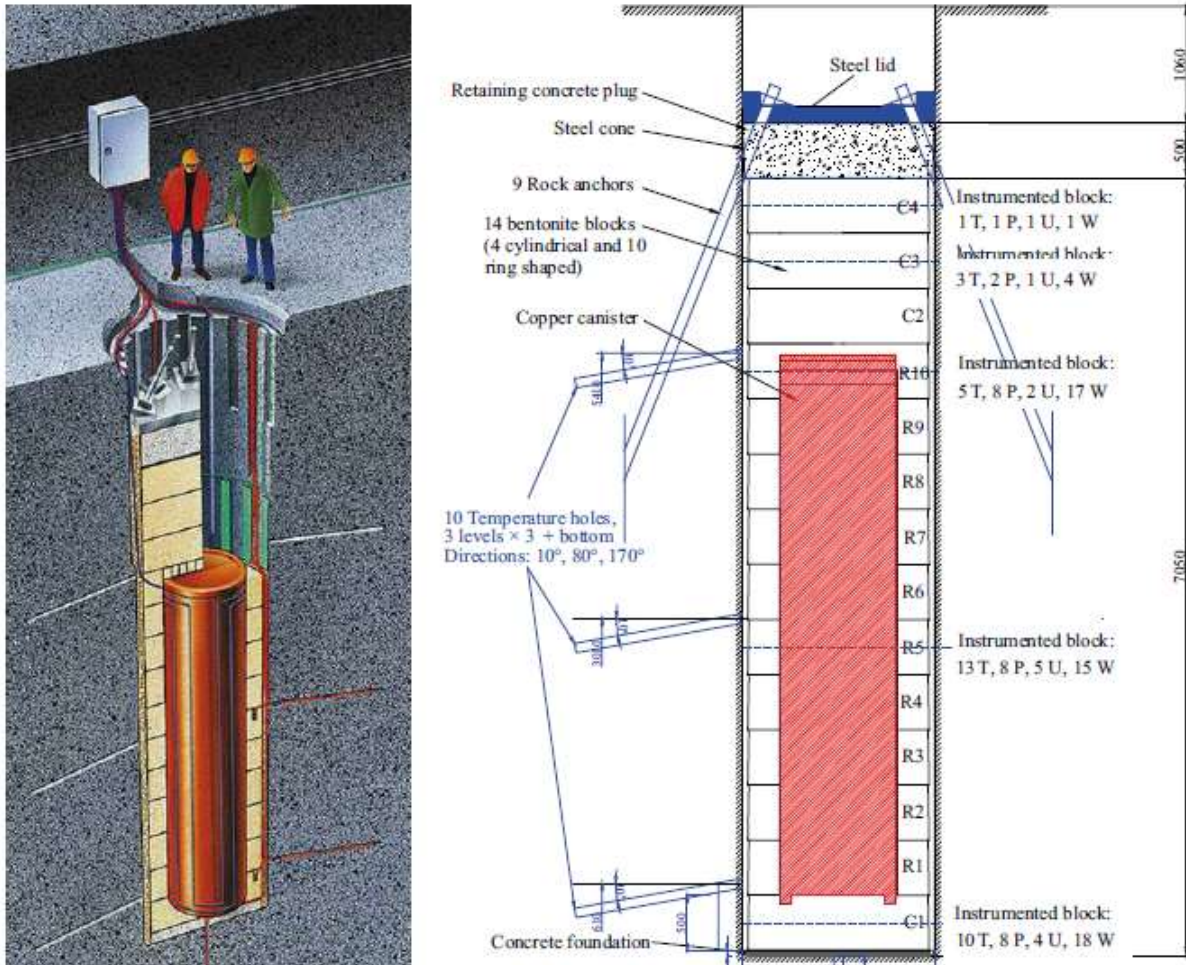 Steel lid
Retaining concrete plug
Steel cone
9 Rock anchors
14 bentonite blocks
(4 cylindrical and 10
ring shaped)
Copper canister
10 Temperature holes,
3 levels × 3 + bottom
Directions: 10°, 80°, 170°
Concrete foundation
C4
C3
C2
R10
R9
R8
R7
R6
R5
R4
R3
R2
R1
C1
Instrumented block:
1 T, 1 P, 1 U, 1 W
Instrumented block:
3 T, 2 P, 1 U, 4 W
Instrumented block:
5 T, 8 P, 2 U, 17 W
Instrumented block:
13 T, 8 P, 5 U, 15 W
Instrumented block:
10 T, 8 P, 4 U, 18 W
1060
500
7050
5400
500